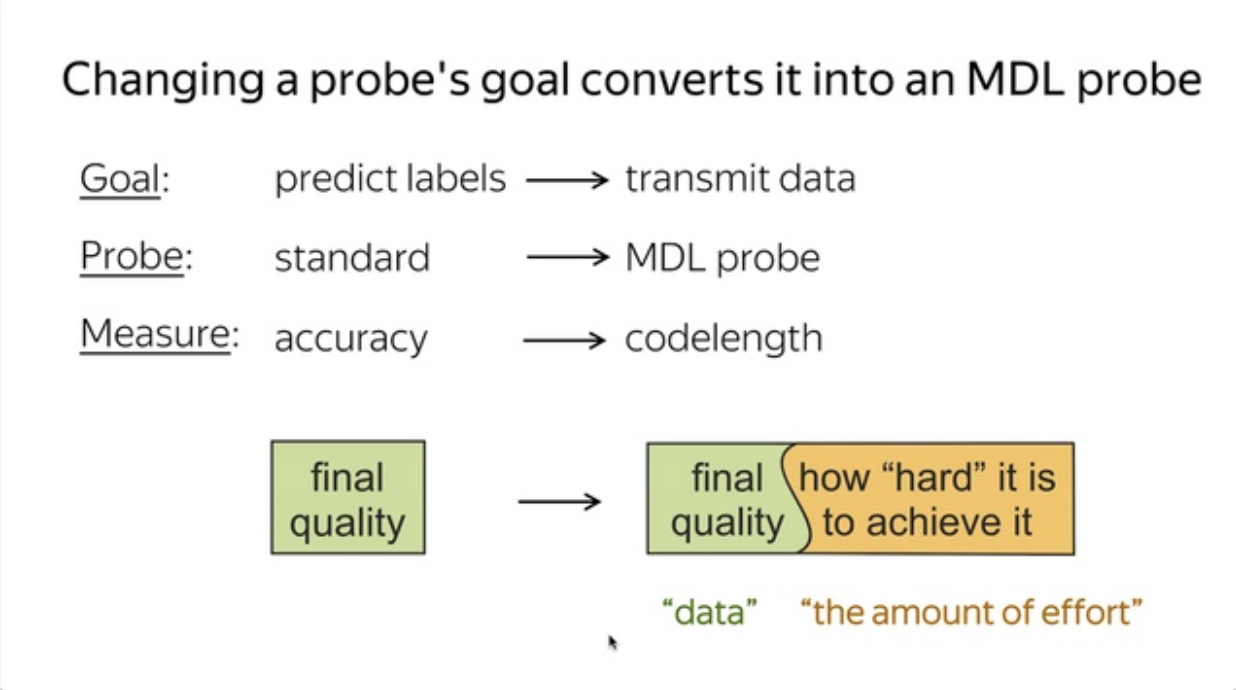 Changing a probe's goal converts it into an MDL probe
Goal: predict labels → transmit data
Probe: standard → MDL probe
Measure: accuracy → codelength
final
quality
→
final
quality
how “hard” it is
to achieve it
“data” “the amount of effort”